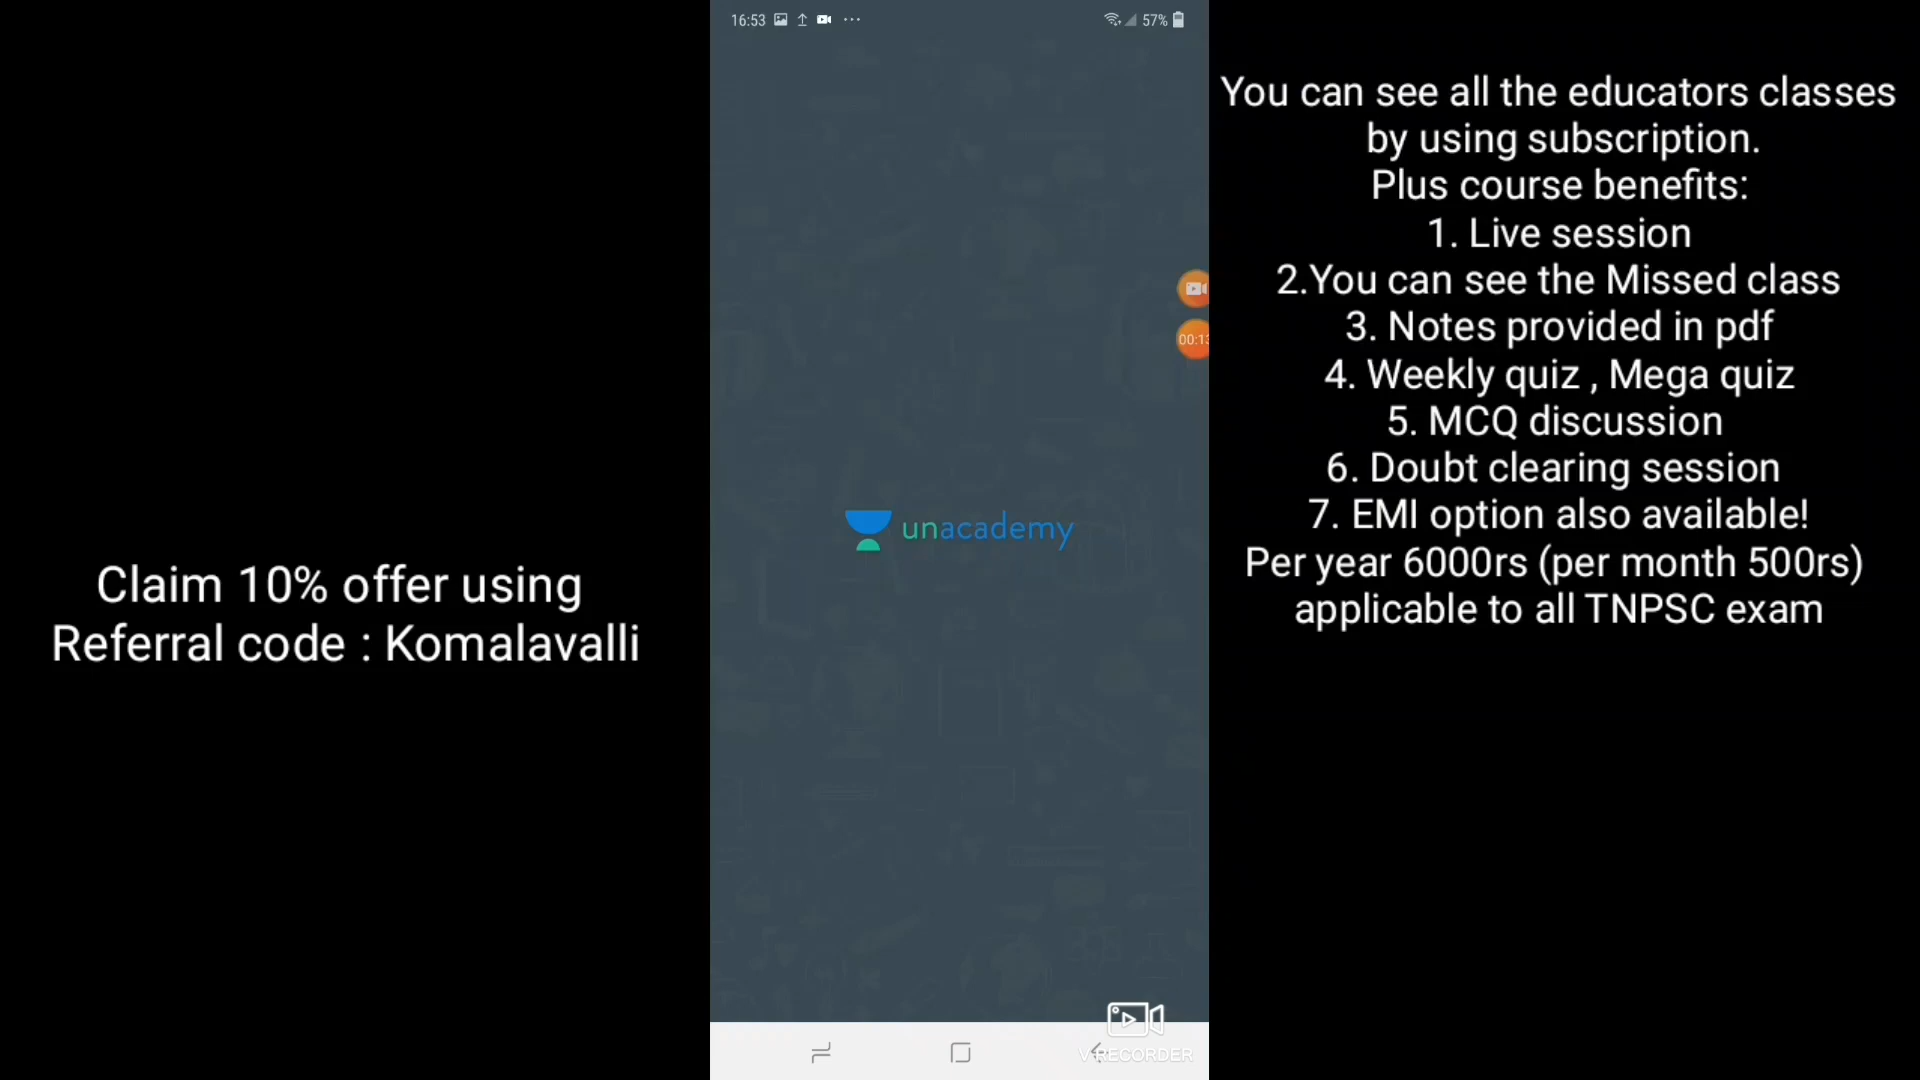 16:53
57%
00:13
unacademy
Claim 10% offer using
Referral code : Komalavalli
You can see all the educators classes
by using subscription.
Plus course benefits:
1. Live session
2.You can see the Missed class
3. Notes provided in pdf
4. Weekly quiz , Mega quiz
5. MCQ discussion
6. Doubt clearing session
7. EMI option also available!
Per year 6000rs (per month 500rs)
applicable to all TNPSC exam
V RECORDER